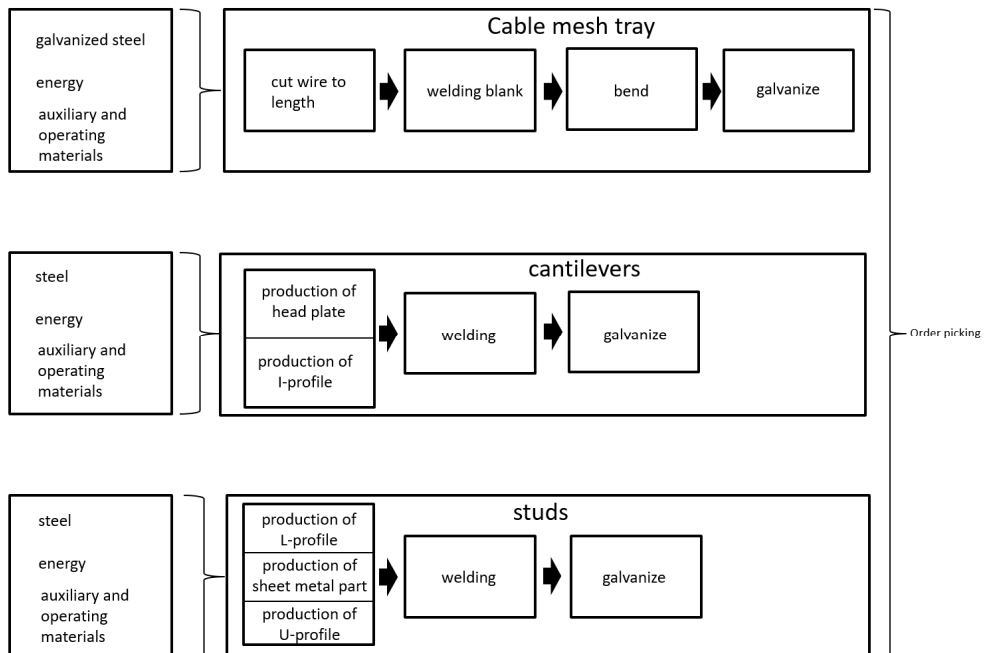 galvanized steel
energy
auxiliary and
operating
materials
Cable mesh tray
cut wire to
length
welding blank
bend
galvanize
steel
energy
auxiliary and
operating
materials
cantilevers
production of
head plate
production of
I-profile
welding
galvanize
Order picking
steel
energy
auxiliary and
operating
materials
studs
production of
L-profile
production of
sheet metal part
production of
U-profile
welding
galvanize